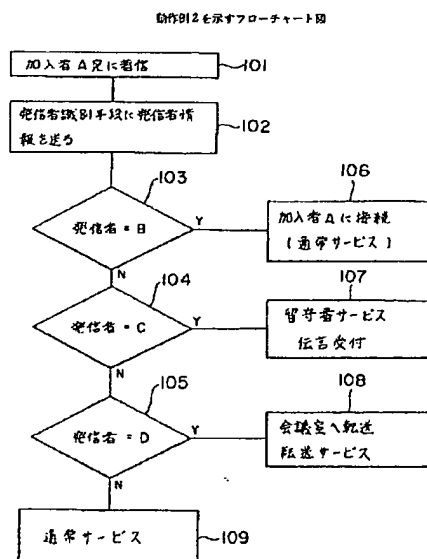 動作例2を示すフローチャート図
加入者A宛に着信
101
発信者識別手段に発信者情
報を送る
102
103
発信者 = B
Y
N
106
加入者Aに接続
(通常サービス)
104
発信者 = C
Y
N
107
留守番サービス
伝言受付
105
発信者 = D
Y
N
108
会議室へ転送
転送サービス
通常サービス
109